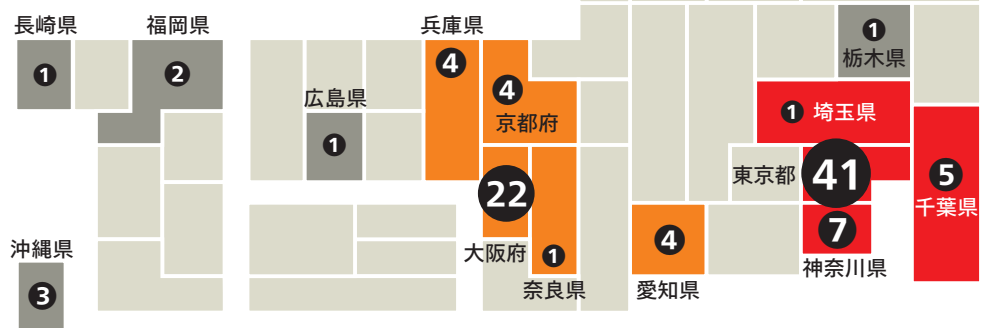 長崎県
1
福岡県
2
沖縄県
3
広島県
1
兵庫県
4
4
京都府
22
大阪府
1
奈良県
4
愛知県
1
栃木県
1 埼玉県
東京都 41
5
千葉県
7
神奈川県